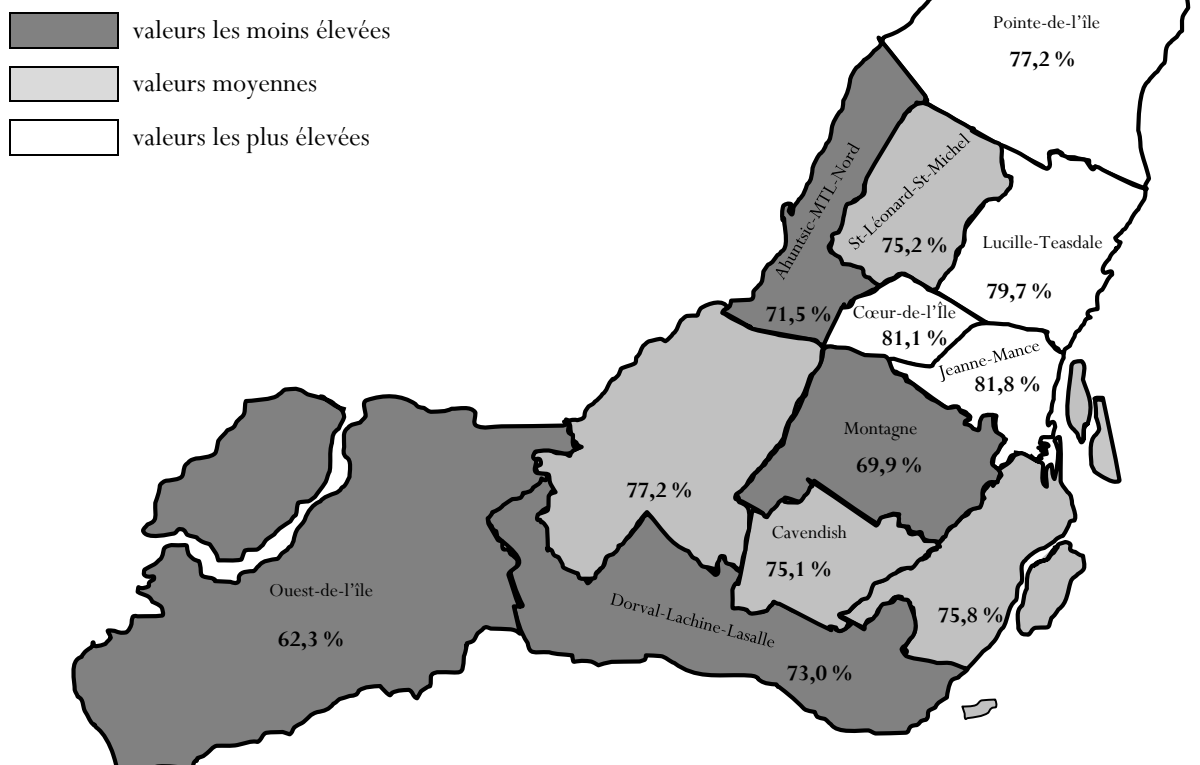 valeurs les moins élevées
valeurs moyennes
valeurs les plus élevées
Pointe-de-l'île
77,2 %
Ahuntsic-MTL-Nord
71,5 %
St-Léonard-St-Michel
75,2 %
Lucille-Teasdale
79,7 %
Cœur-de-l'Île
81,1 %
Jeanne-Mance
81,8 %
Montagne
69,9 %
77,2 %
Cavendish
75,1 %
Ouest-de-l'île
62,3 %
Dorval-Lachine-Lasalle
73,0 %
75,8 %